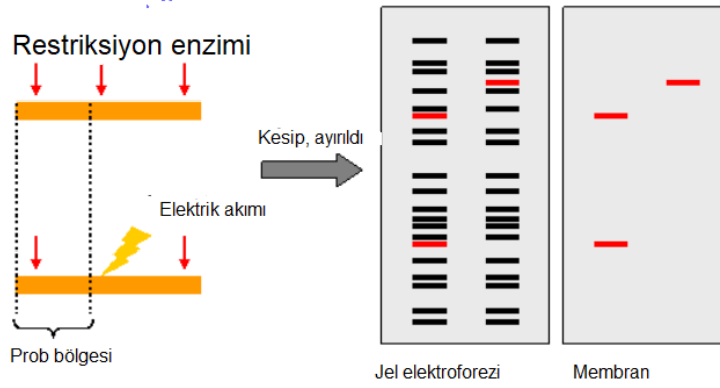 Restriksiyon enzimi
Kesip, ayırıldı
Elektrik akımı
Prob bölgesi
Jel elektroforezi
Membran